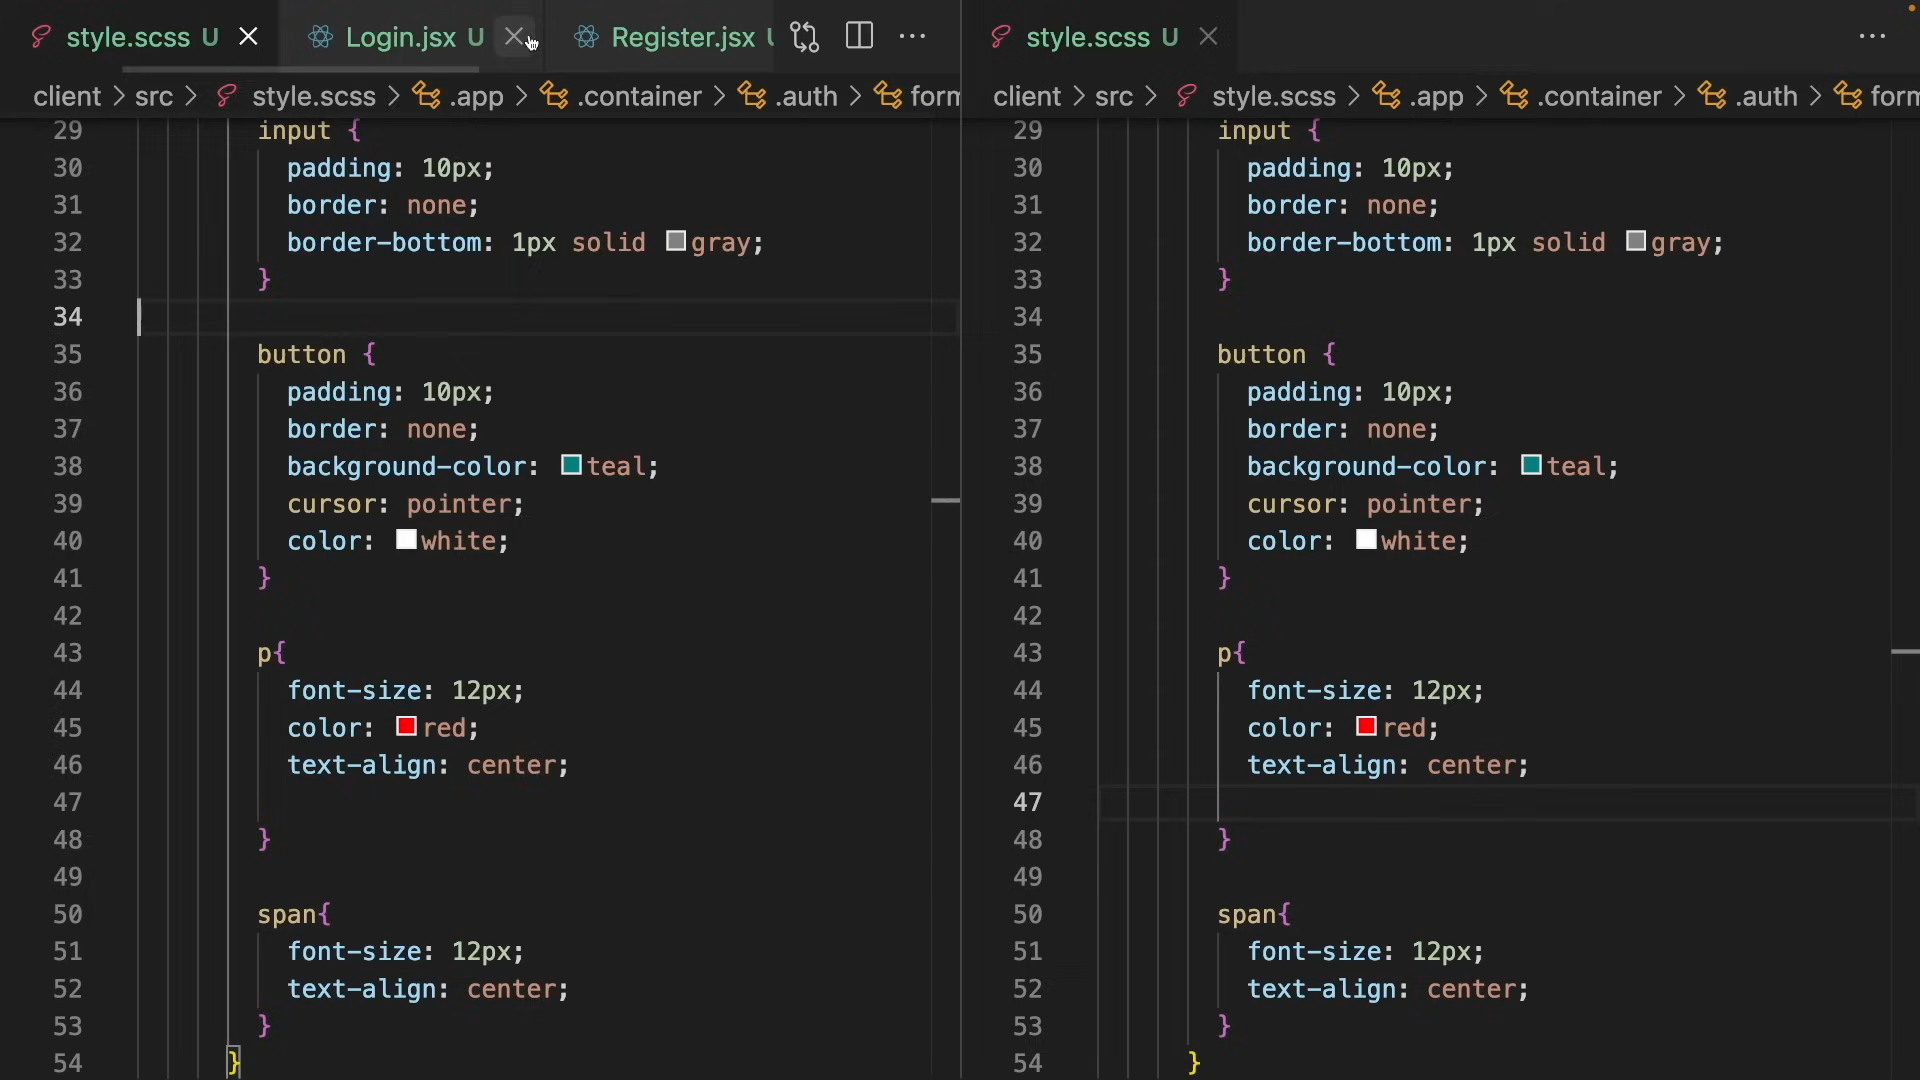 style.scss U
Login.jsx U
Register.jsx
client > src > style.scss > .app > .container > .auth > form
29 input {
30 padding: 10px;
31 border: none;
32 border-bottom: 1px solid gray;
33 }
34
35 button {
36 padding: 10px;
37 border: none;
38 background-color: teal;
39 cursor: pointer;
40 color: white;
41 }
42
43 p{
44 font-size: 12px;
45 color: red;
46 text-align: center;
47
48 }
49
50 span{
51 font-size: 12px;
52 text-align: center;
53 }
54 }
style.scss U
client > src > style.scss > .app > .container > .auth > form
29 input {
30 padding: 10px;
31 border: none;
32 border-bottom: 1px solid gray;
33 }
34
35 button {
36 padding: 10px;
37 border: none;
38 background-color: teal;
39 cursor: pointer;
40 color: white;
41 }
42
43 p{
44 font-size: 12px;
45 color: red;
46 text-align: center;
47
48 }
49
50 span{
51 font-size: 12px;
52 text-align: center;
53 }
54 }